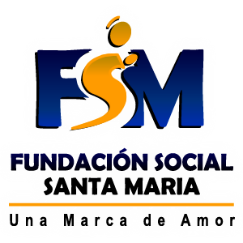 FSM
FUNDACIÓN SOCIAL
SANTA MARIA
Una Marca de Amor